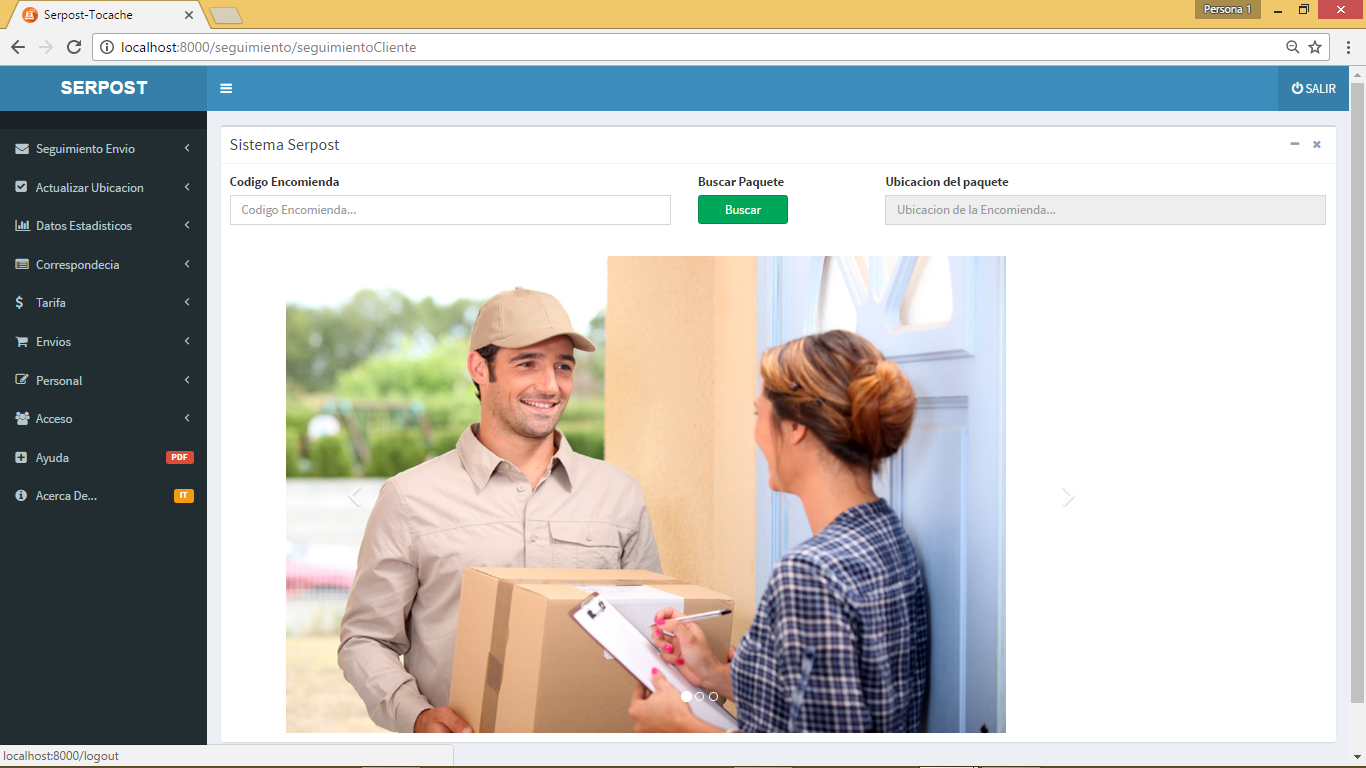 Serpost-Tocache
Persona 1
localhost:8000/seguimiento/seguimientoCliente
SERPOST
SALIR
Seguimiento Envio
Actualizar Ubicacion
Datos Estadisticos
Correspondecia
Tarifa
Envios
Personal
Acceso
Ayuda PDF
Acerca De... IT
Sistema Serpost
Codigo Encomienda
Buscar Paquete
Ubicacion del paquete
Codigo Encomienda...
Buscar
Ubicacion de la Encomienda...
localhost:8000/logout